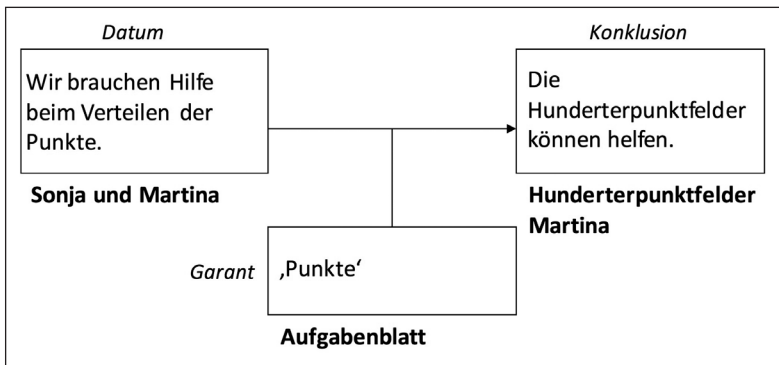 Datum
Konklusion
Wir brauchen Hilfe
beim Verteilen der
Punkte.
Die
Hunderterpunktfelder
können helfen.
Sonja und Martina
Hunderterpunktfelder
Martina
Garant
‚Punkte‘
Aufgabenblatt